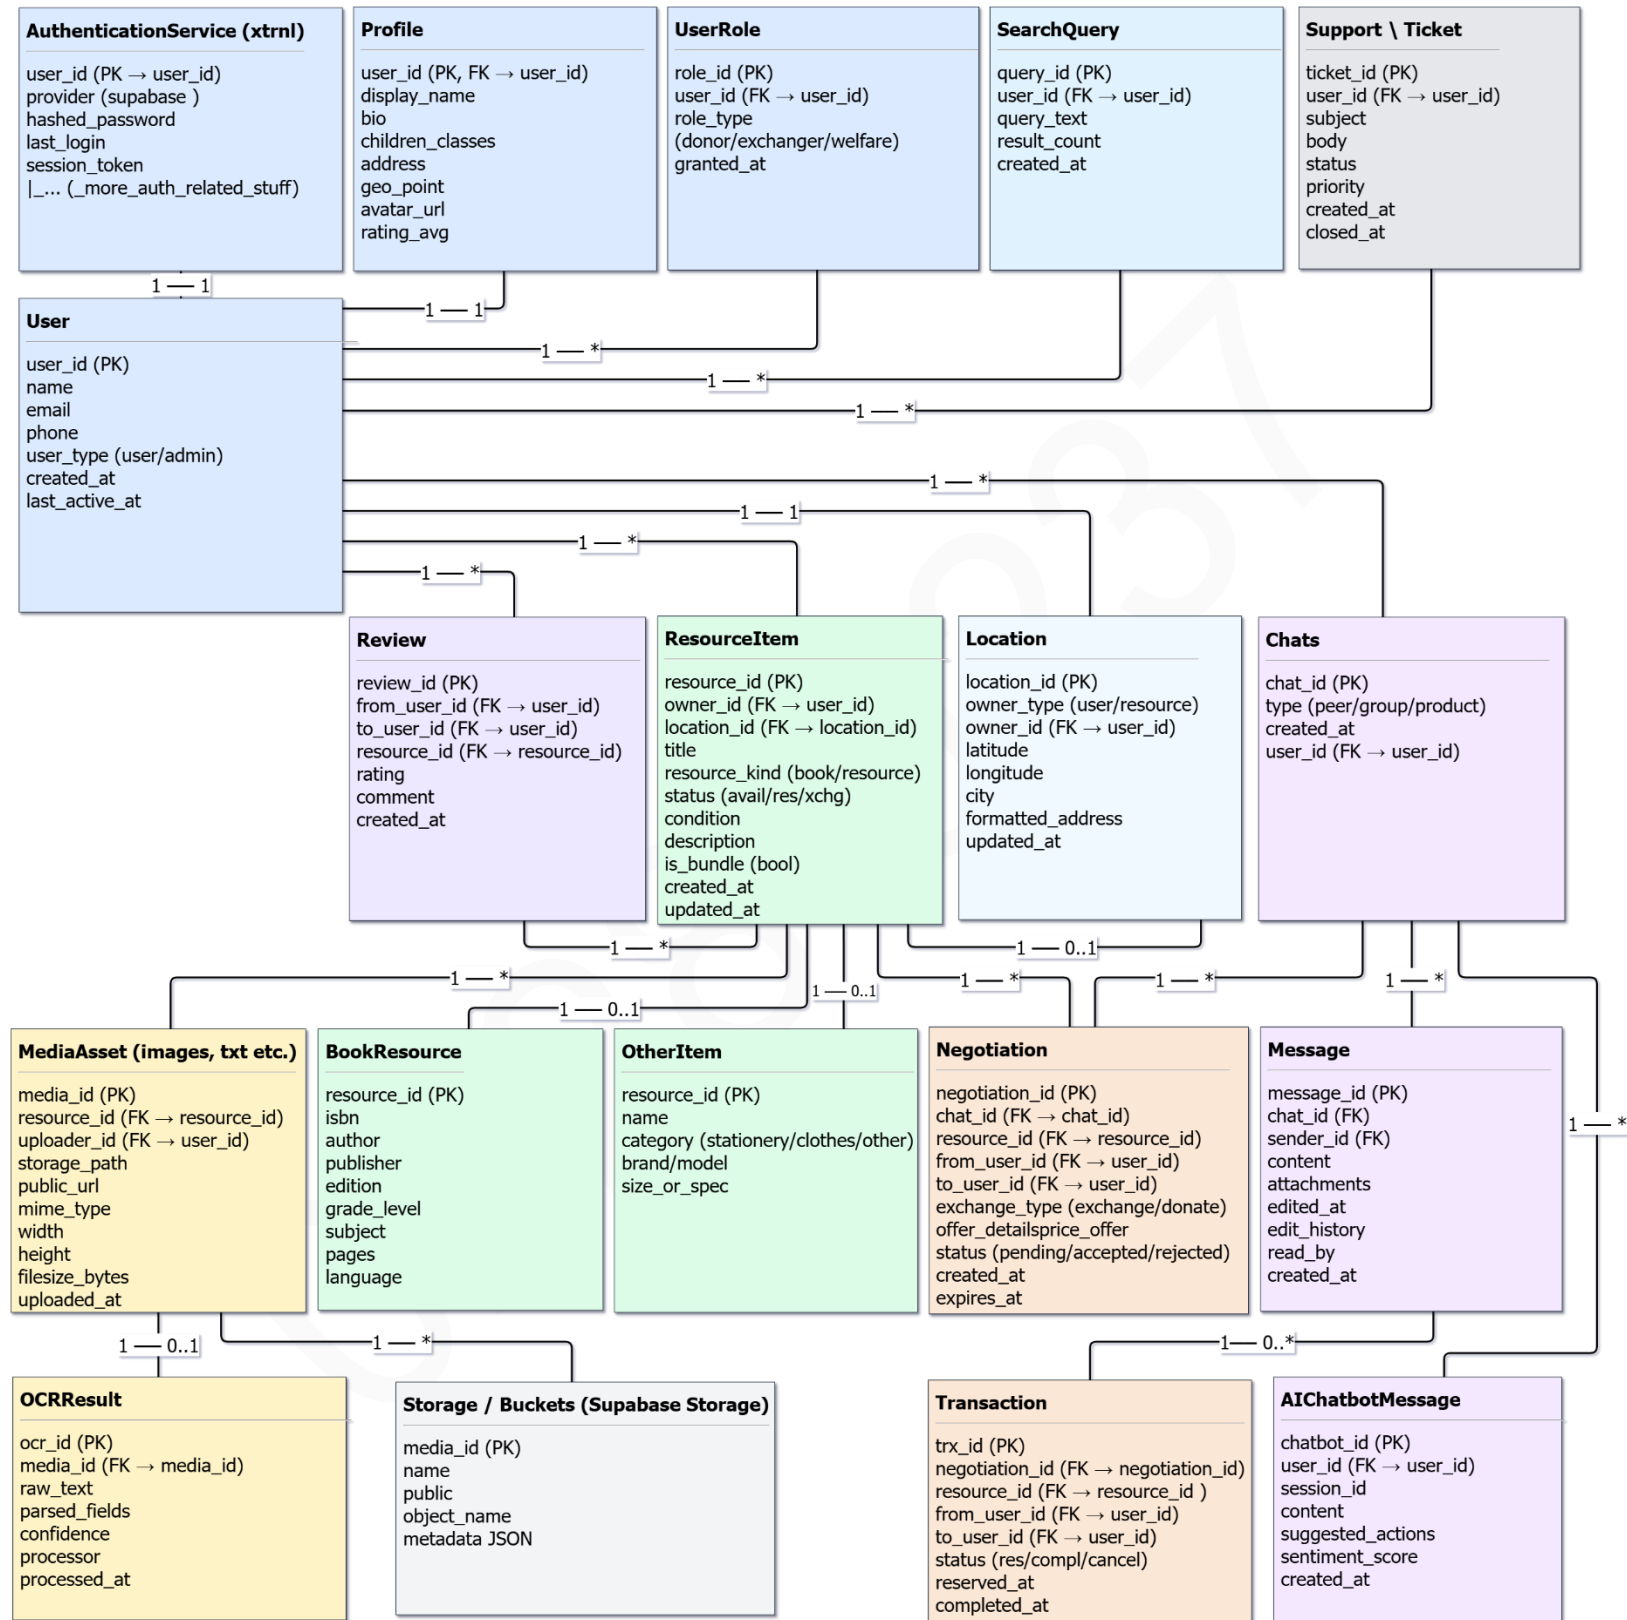 AuthenticationService (xtrnl)
user_id (PK → user_id)
provider (supabase )
hashed_password
last_login
session_token
|_... (_more_auth_related_stuff)
Profile
user_id (PK, FK → user_id)
display_name
bio
children_classes
address
geo_point
avatar_url
rating_avg
UserRole
role_id (PK)
user_id (FK → user_id)
role_type
(donor/exchanger/welfare)
granted_at
SearchQuery
query_id (PK)
user_id (FK → user_id)
query_text
result_count
created_at
Support \ Ticket
ticket_id (PK)
user_id (FK → user_id)
subject
body
status
priority
created_at
closed_at
1 — 1
1 — 1
1 — *
1 — *
1 — *
User
user_id (PK)
name
email
phone
user_type (user/admin)
created_at
last_active_at
1 — *
1 — 1
1 — *
1 — *
Review
review_id (PK)
from_user_id (FK → user_id)
to_user_id (FK → user_id)
resource_id (FK → resource_id)
rating
comment
created_at
ResourceItem
resource_id (PK)
owner_id (FK → user_id)
location_id (FK → location_id)
title
resource_kind (book/resource)
status (avail/res/xchg)
condition
description
is_bundle (bool)
created_at
updated_at
Location
location_id (PK)
owner_type (user/resource)
owner_id (FK → user_id)
latitude
longitude
city
formatted_address
updated_at
Chats
chat_id (PK)
type (peer/group/product)
created_at
user_id (FK → user_id)
1 — *
1 — 0..1
1 — *
1 — 0..1
1 — 0..1
1 — *
1 — *
1 — *
1 — *
MediaAsset (images, txt etc.)
media_id (PK)
resource_id (FK → resource_id)
uploader_id (FK → user_id)
storage_path
public_url
mime_type
width
height
filesize_bytes
uploaded_at
BookResource
resource_id (PK)
isbn
author
publisher
edition
grade_level
subject
pages
language
OtherItem
resource_id (PK)
name
category (stationery/clothes/other)
brand/model
size_or_spec
Negotiation
negotiation_id (PK)
chat_id (FK → chat_id)
resource_id (FK → resource_id)
from_user_id (FK → user_id)
to_user_id (FK → user_id)
exchange_type (exchange/donate)
offer_detailsprice_offer
status (pending/accepted/rejected)
created_at
expires_at
Message
message_id (PK)
chat_id (FK)
sender_id (FK)
content
attachments
edited_at
edit_history
read_by
created_at
1 — 0..1
1 — *
1— 0..*
OCRResult
ocr_id (PK)
media_id (FK → media_id)
raw_text
parsed_fields
confidence
processor
processed_at
Storage / Buckets (Supabase Storage)
media_id (PK)
name
public
object_name
metadata JSON
Transaction
trx_id (PK)
negotiation_id (FK → negotiation_id)
resource_id (FK → resource_id )
from_user_id (FK → user_id)
to_user_id (FK → user_id)
status (res/compl/cancel)
reserved_at
completed_at
AIChatbotMessage
chatbot_id (PK)
user_id (FK → user_id)
session_id
content
suggested_actions
sentiment_score
created_at